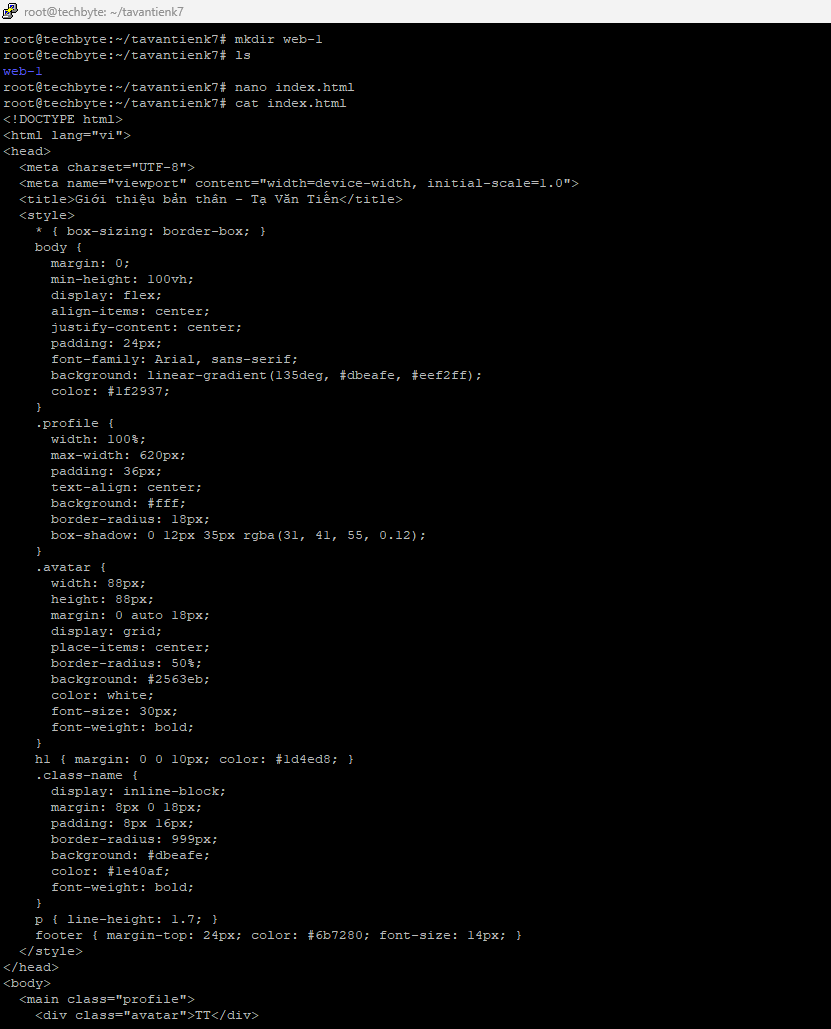 root@techbyte: ~/tavantienk7
root@techbyte:~/tavantienk7# mkdir web-1
root@techbyte:~/tavantienk7# ls
web-1
root@techbyte:~/tavantienk7# nano index.html
root@techbyte:~/tavantienk7# cat index.html
<!DOCTYPE html>
<html lang="vi">
<head>
  <meta charset="UTF-8">
  <meta name="viewport" content="width=device-width, initial-scale=1.0">
  <title>Giới thiệu bản thân - Tạ Văn Tiến</title>
  <style>
    * { box-sizing: border-box; }
    body {
      margin: 0;
      min-height: 100vh;
      display: flex;
      align-items: center;
      justify-content: center;
      padding: 24px;
      font-family: Arial, sans-serif;
      background: linear-gradient(135deg, #dbeafe, #eef2ff);
      color: #1f2937;
    }
    .profile {
      width: 100%;
      max-width: 620px;
      padding: 36px;
      text-align: center;
      background: #fff;
      border-radius: 18px;
      box-shadow: 0 12px 35px rgba(31, 41, 55, 0.12);
    }
    .avatar {
      width: 88px;
      height: 88px;
      margin: 0 auto 18px;
      display: grid;
      place-items: center;
      border-radius: 50%;
      background: #2563eb;
      color: white;
      font-size: 30px;
      font-weight: bold;
    }
    h1 { margin: 0 0 10px; color: #1d4ed8; }
    .class-name {
      display: inline-block;
      margin: 8px 0 18px;
      padding: 8px 16px;
      border-radius: 999px;
      background: #dbeafe;
      color: #1e40af;
      font-weight: bold;
    }
    p { line-height: 1.7; }
    footer { margin-top: 24px; color: #6b7280; font-size: 14px; }
  </style>
</head>
<body>
  <main class="profile">
    <div class="avatar">TT</div>